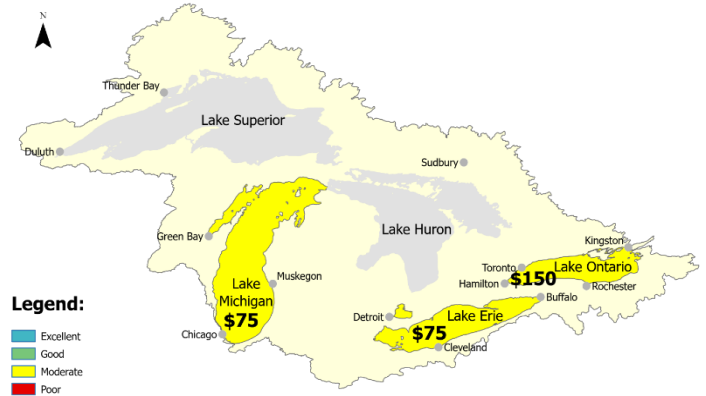 N
Thunder Bay
Lake Superior
Duluth
Sudbury
Green Bay
Lake Huron
Kingston
Toronto
Lake Ontario
Hamilton
$150
Rochester
Muskegon
Lake
Michigan
$75
Buffalo
Detroit
Lake Erie
$75
Chicago
Cleveland
Legend:
Excellent
Good
Moderate
Poor